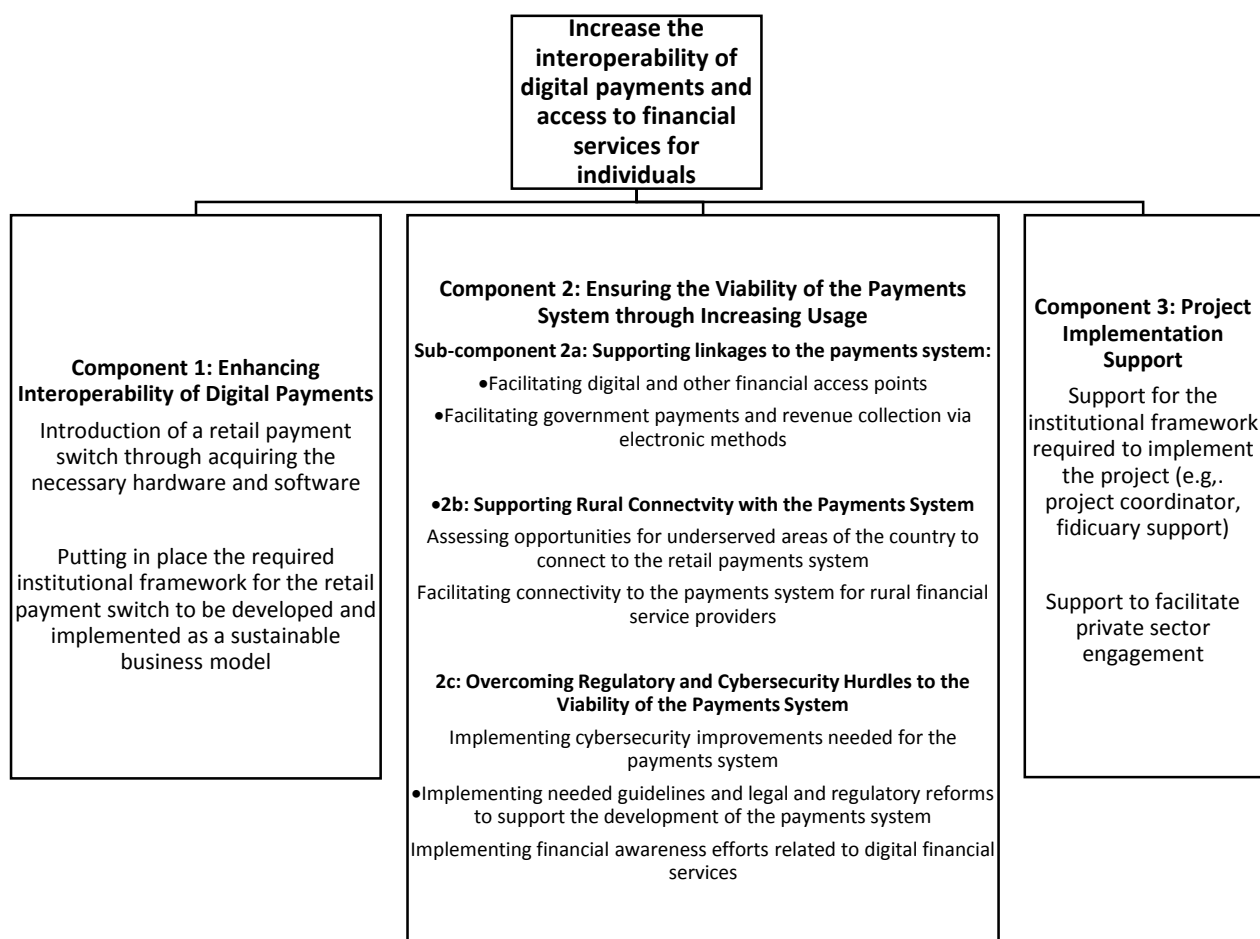 Increase the
interoperability of
digital payments and
access to financial
services for
individuals
Component 1: Enhancing
Interoperability of Digital Payments
Introduction of a retail payment
switch through acquiring the
necessary hardware and software
Putting in place the required
institutional framework for the retail
payment switch to be developed and
implemented as a sustainable
business model
Component 2: Ensuring the Viability of the Payments
System through Increasing Usage
Sub-component 2a: Supporting linkages to the payments system:
•Facilitating digital and other financial access points
•Facilitating government payments and revenue collection via
electronic methods
•2b: Supporting Rural Connectvity with the Payments System
Assessing opportunities for underserved areas of the country to
connect to the retail payments system
Facilitating connectivity to the payments system for rural financial
service providers
2c: Overcoming Regulatory and Cybersecurity Hurdles to the
Viability of the Payments System
Implementing cybersecurity improvements needed for the
payments system
•Implementing needed guidelines and legal and regulatory reforms
to support the development of the payments system
Implementing financial awareness efforts related to digital financial
services
Component 3: Project
Implementation
Support
Support for the
institutional framework
required to implement
the project (e.g,.
project coordinator,
fidicuary support)
Support to facilitate
private sector
engagement